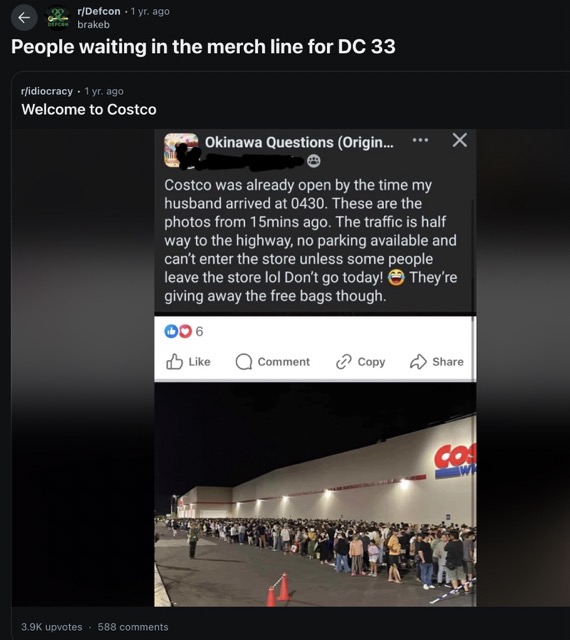 r/Defcon • 1 yr. ago
brakeb
People waiting in the merch line for DC 33
r/idiocracy • 1 yr. ago
Welcome to Costco
Okinawa Questions (Origin...
Costco was already open by the time my
husband arrived at 0430. These are the
photos from 15mins ago. The traffic is half
way to the highway, no parking available and
can't enter the store unless some people
leave the store lol Don't go today! 😂 They're
giving away the free bags though.
6
Like Comment Copy Share
COS
WH
3.9K upvotes · 588 comments